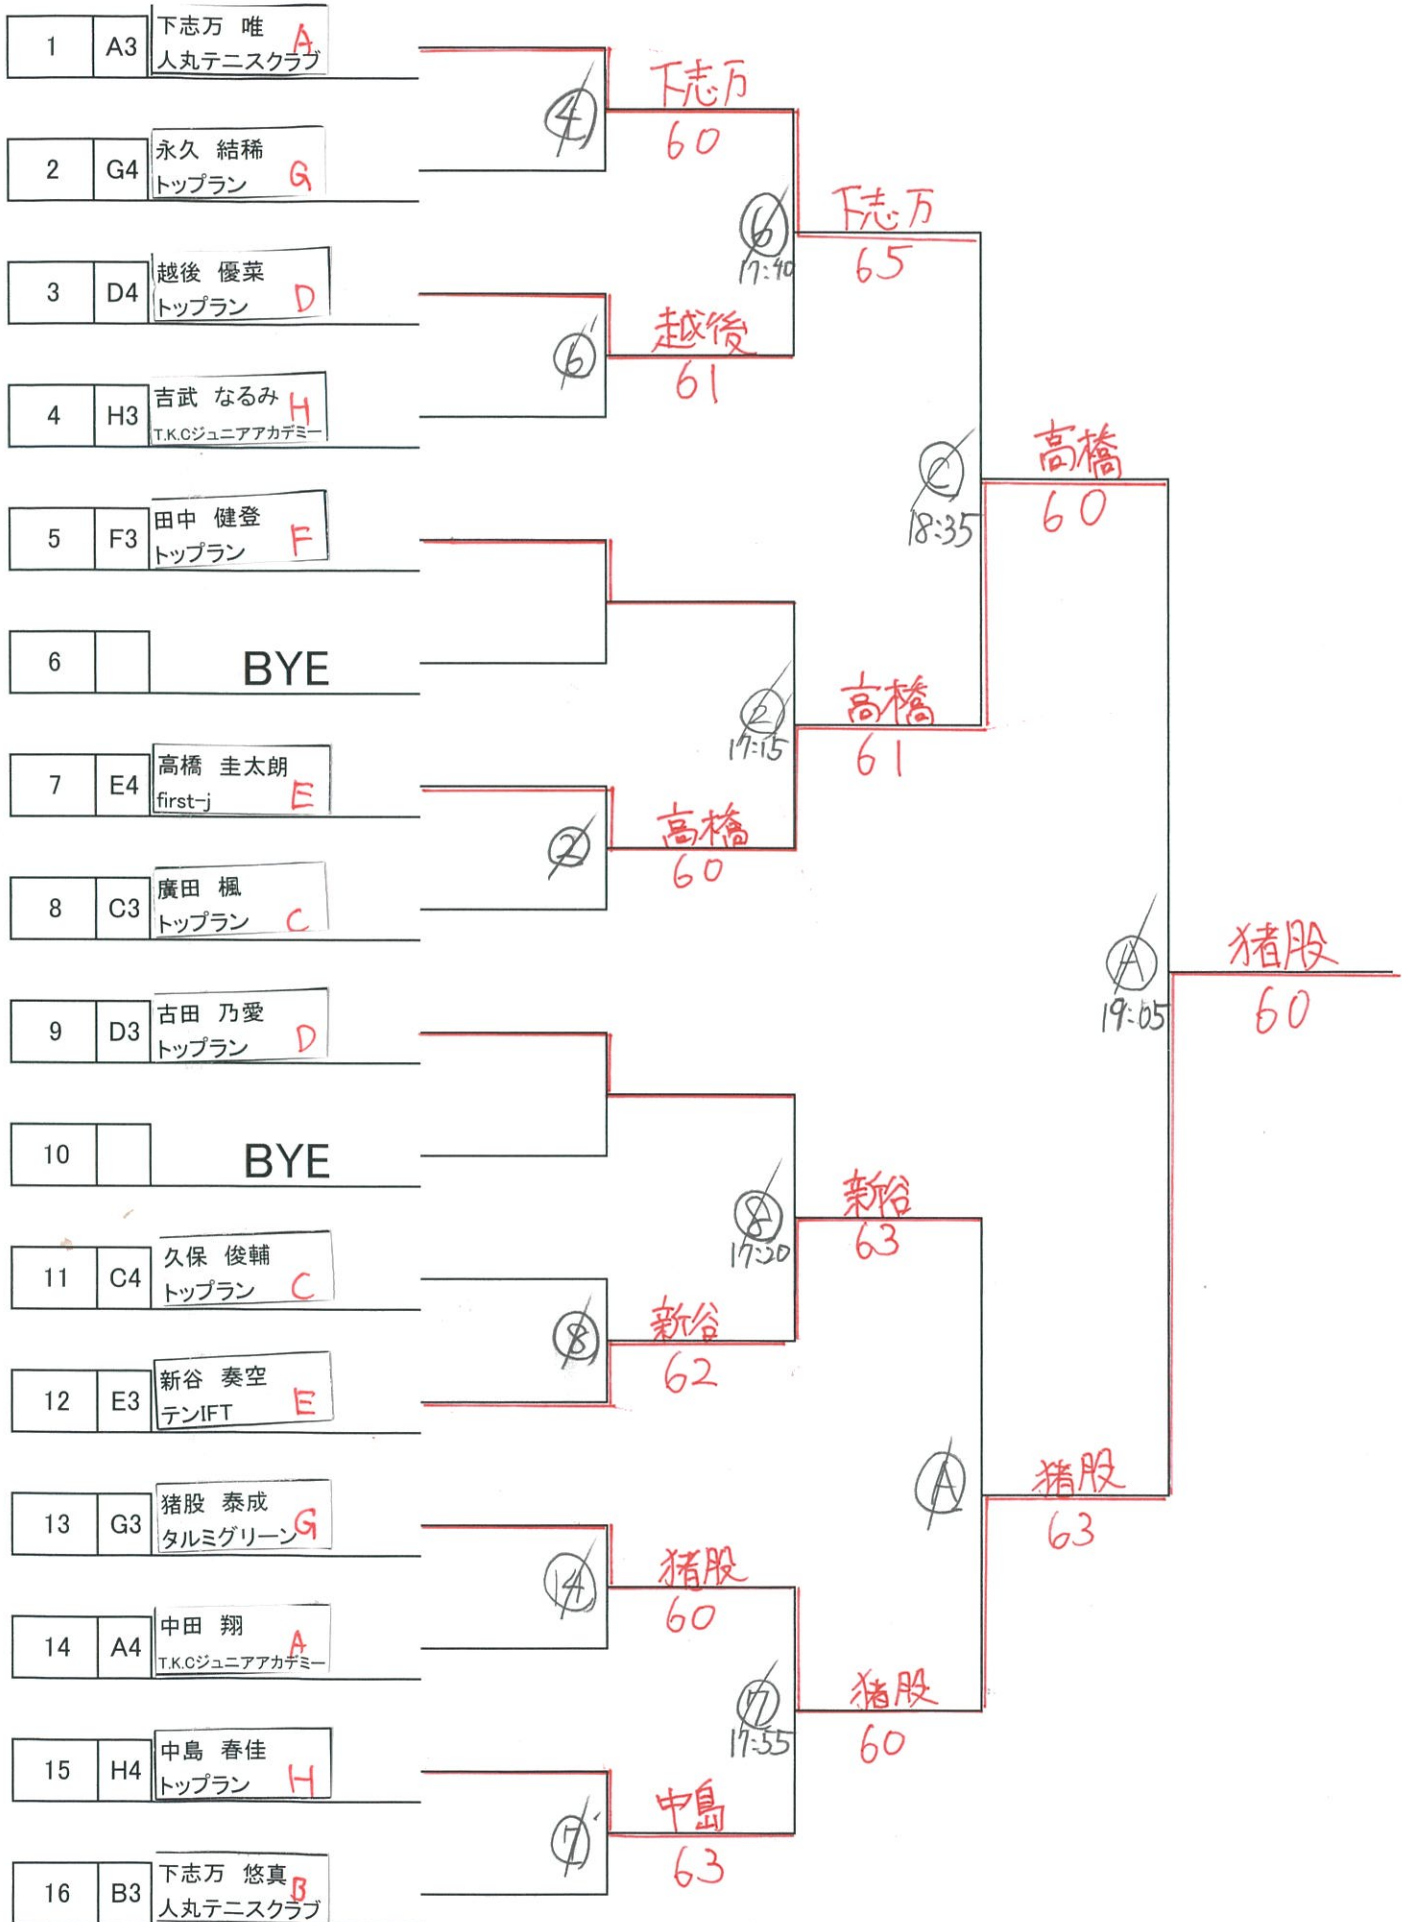 1 A3 下志万 唯 A
人丸テニスクラブ
2 G4 永久 結稀
トップラン G
3 D4 越後 優菜
トップラン D
4 H3 吉武 なるみ H
T.K.Cジュニアアカデミー
5 F3 田中 健登
トップラン F
6 BYE
7 E4 高橋 圭太朗
first-j E
8 C3 廣田 楓
トップラン C
9 D3 古田 乃愛
トップラン D
10 BYE
11 C4 久保 俊輔
トップラン C
12 E3 新谷 奏空
テンIFT E
13 G3 猪股 泰成
タルミグリーン G
14 A4 中田 翔 A
T.K.Cジュニアアカデミー
15 H4 中島 春佳
トップラン H
16 B3 下志万 悠真 B
人丸テニスクラブ
④
下志万
60
⑥
越後
61
②
高橋
60
⑧
新谷
62
⑭
猪股
60
⑦
中島
63
⑥
17:40
下志万
65
②
17:15
高橋
61
⑧
17:20
新谷
63
⑦
17:55
猪股
60
Ⓒ
18:35
高橋
60
Ⓐ
猪股
63
Ⓐ
19:05
猪股
60